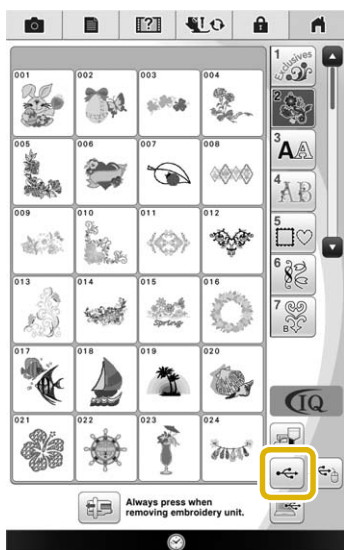 1 Exclusives
001 002 003 004
2
3 AA
005 006 007 008
4 AB
009 010 011 012
5
6
013 014 015 016
Spring
7
B
017 018 019 020
IQ
021 022 023 024
Always press when
removing embroidery unit.